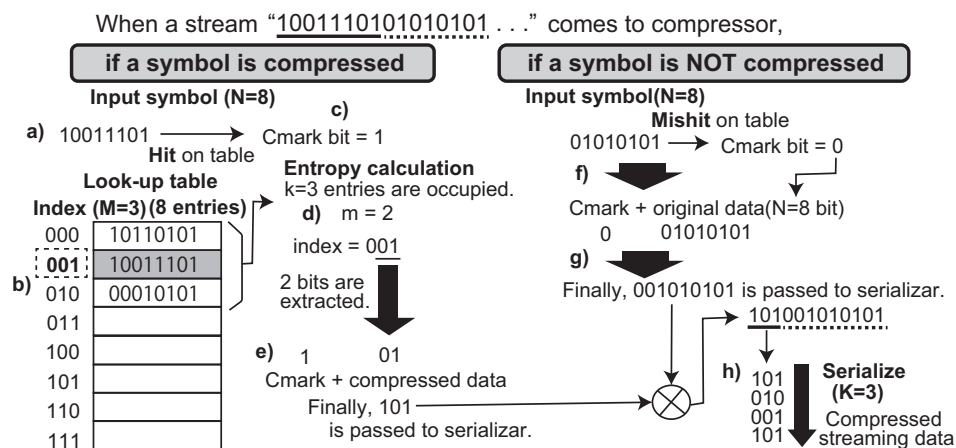 When a stream “1001110101010101 . . .” comes to compressor,
if a symbol is compressed
Input symbol (N=8)
c)
a) 10011101
Cmark bit = 1
Hit on table
Look-up table
Index (M=3) (8 entries)
Entropy calculation
k=3 entries are occupied.
d) m = 2
000 10110101
001 10011101
b) 010 00010101
011
100
101
110
111
index = 001
2 bits are
extracted.
e) 1 01
Cmark + compressed data
Finally, 101
is passed to serializar.
if a symbol is NOT compressed
Input symbol(N=8)
Mishit on table
01010101
Cmark bit = 0
f)
Cmark + original data(N=8 bit)
0 01010101
g)
Finally, 001010101 is passed to serializar.
101001010101
h) 101
010
001
101
Serialize
(K=3)
Compressed
streaming data